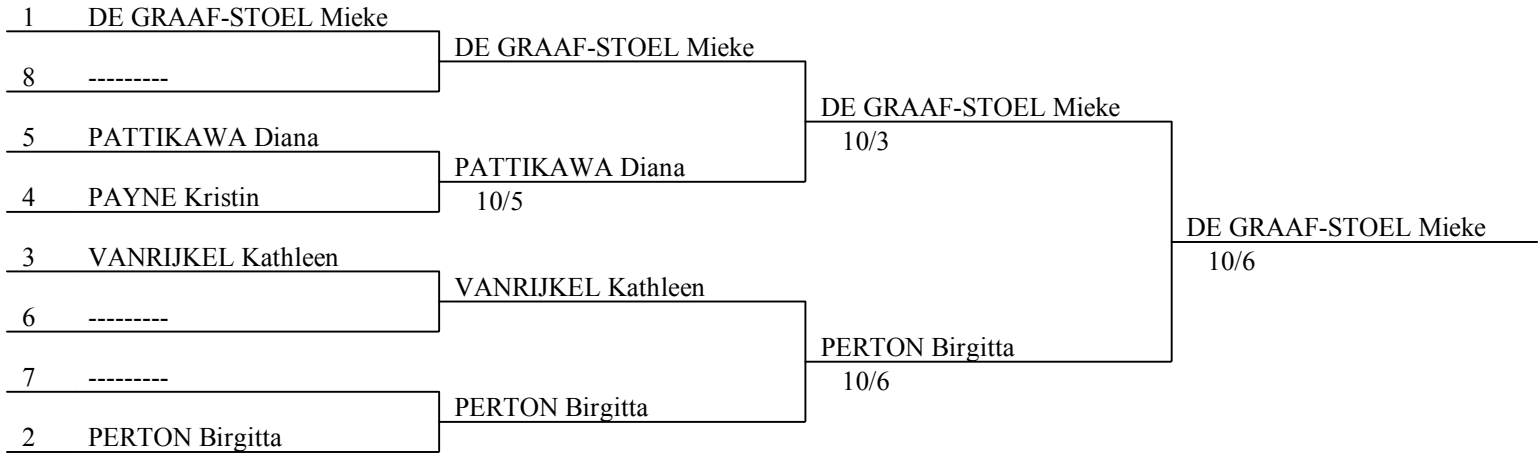 1 DE GRAAF-STOEL Mieke
8 ---------
5 PATTIKAWA Diana
4 PAYNE Kristin
3 VANRIJKEL Kathleen
6 ---------
7 ---------
2 PERTON Birgitta
DE GRAAF-STOEL Mieke
PATTIKAWA Diana
10/5
VANRIJKEL Kathleen
PERTON Birgitta
DE GRAAF-STOEL Mieke
10/3
PERTON Birgitta
10/6
DE GRAAF-STOEL Mieke
10/6